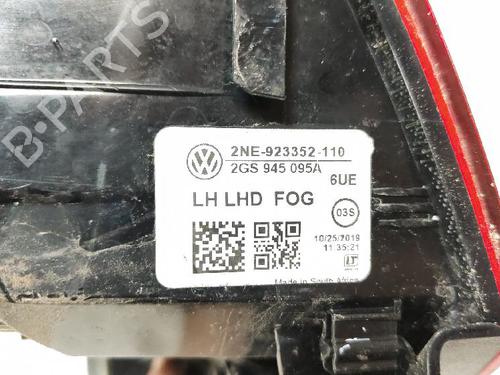 B-PARTS
2NE-923352-110
2GS 945 095A
6UE
LH LHD FOG
03S
10/25/2019
11:35:21
Made in South Africa